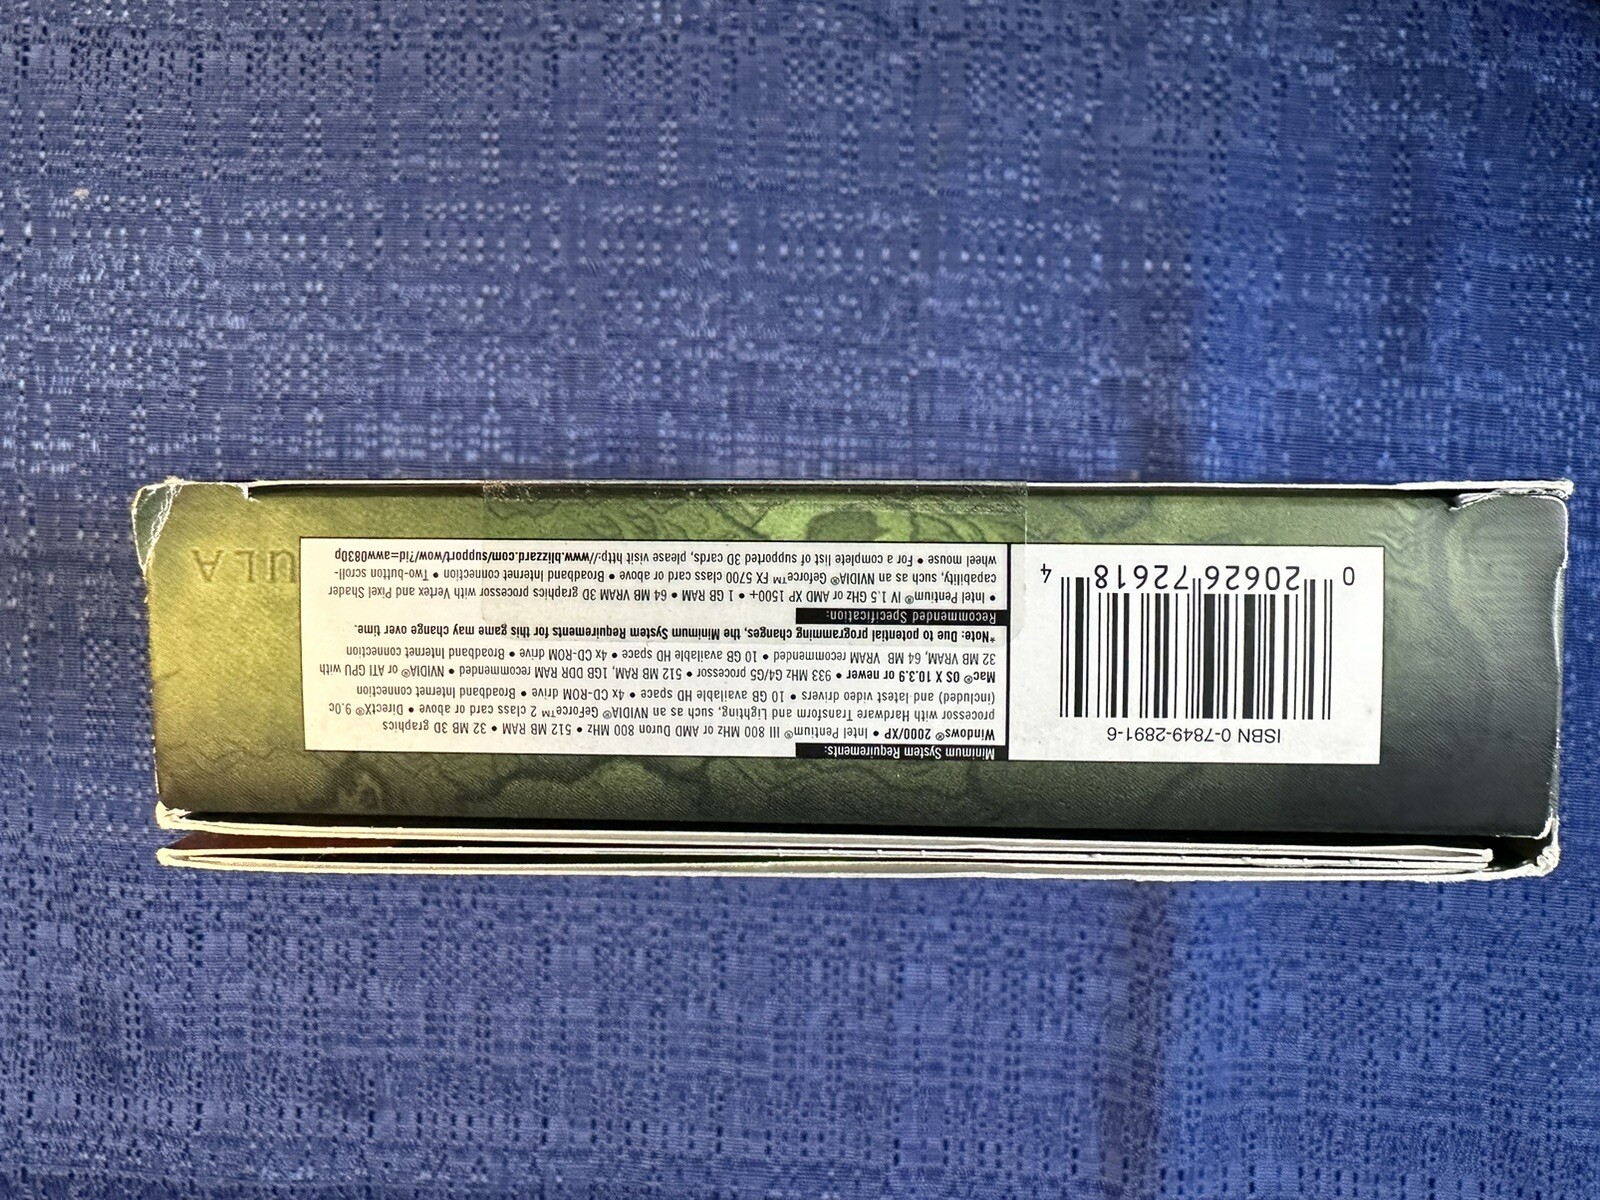 ISBN 0-7849-2891-6
0 20626 72618 4
Minimum System Requirements:
Windows® 2000/XP • Intel Pentium® III 800 MHz or AMD Duron 800 MHz • 512 MB RAM • 32 MB 3D graphics
processor with Hardware Transform and Lighting, such as an NVIDIA® GeForce™ 2 class card or above • DirectX® 9.0c
(included) and latest video drivers • 10 GB available HD space • 4x CD-ROM drive • Broadband Internet connection
Mac® OS X 10.3.9 or newer • 933 MHz G4/G5 processor • 512 MB RAM, 1GB DDR RAM recommended • NVIDIA® or ATI GPU with
32 MB VRAM, 64 MB VRAM recommended • 10 GB available HD space • 4x CD-ROM drive • Broadband Internet connection
*Note: Due to potential programming changes, the Minimum System Requirements for this game may change over time.
Recommended Specification:
• Intel Pentium® IV 1.5 GHz or AMD XP 1500+ • 1 GB RAM • 64 MB VRAM 3D graphics processor with Vertex and Pixel Shader
capability, such as an NVIDIA® Geforce™ FX 5700 class card or above • Broadband Internet connection • Two-button scroll-
wheel mouse • For a complete list of supported 3D cards, please visit http://www.blizzard.com/support/wow/?id=aww0830p